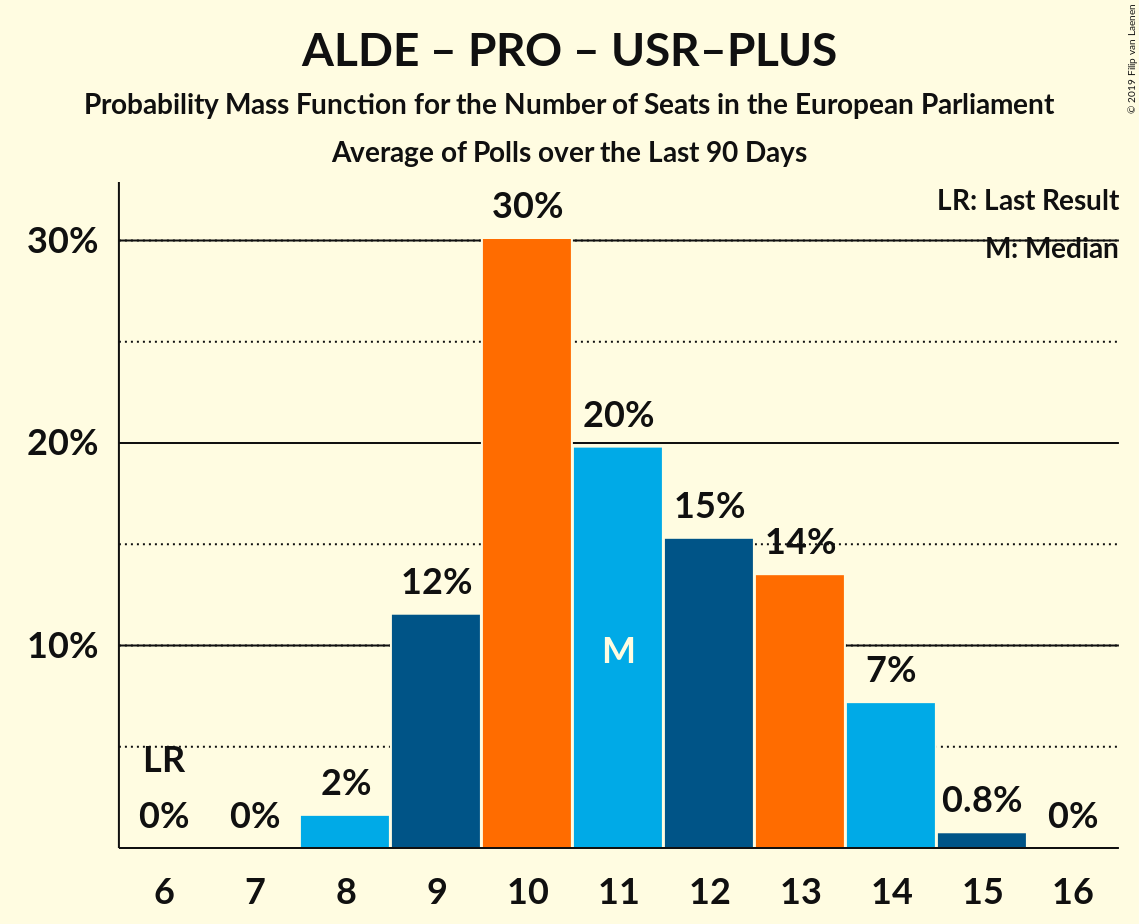 ALDE – PRO – USR–PLUS
Probability Mass Function for the Number of Seats in the European Parliament
Average of Polls over the Last 90 Days
© 2019 Filip van Laenen
LR: Last Result
M: Median
30%
20%
10%
LR
0%
0%
2%
12%
30%
20%
M
15%
14%
7%
0.8%
0%
6 7 8 9 10 11 12 13 14 15 16